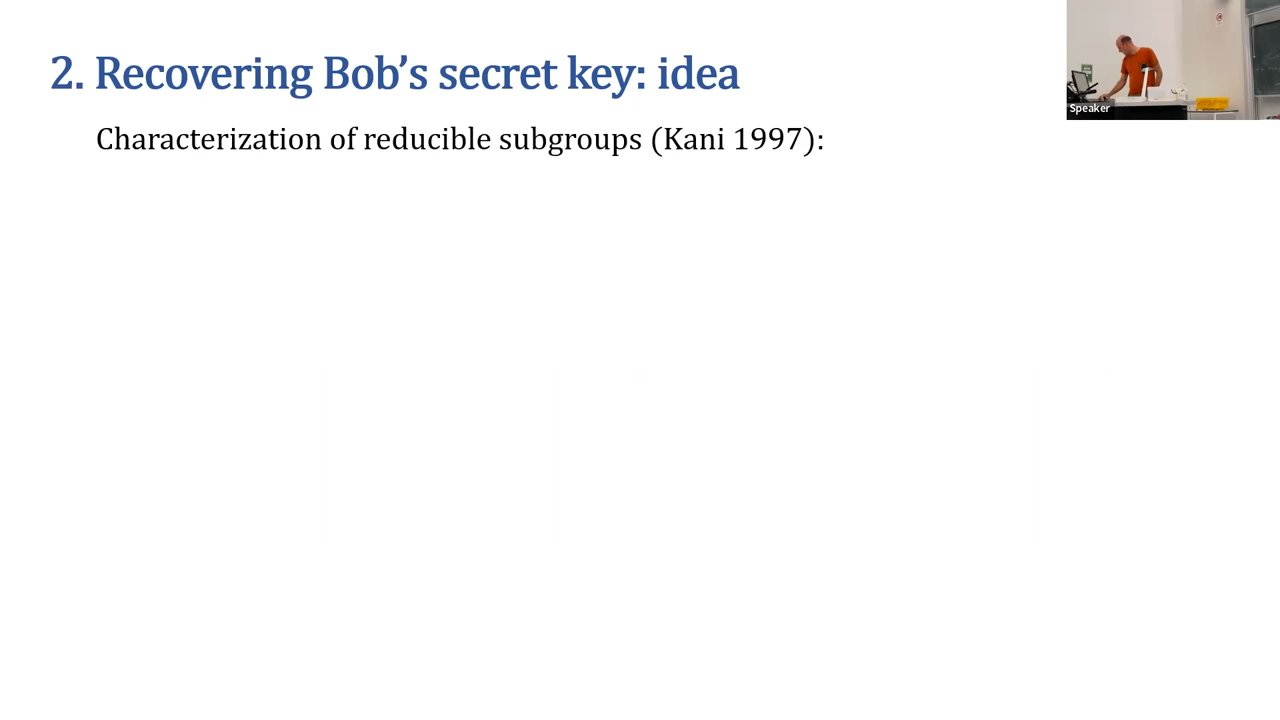 2. Recovering Bob’s secret key: idea
Characterization of reducible subgroups (Kani 1997):
Speaker